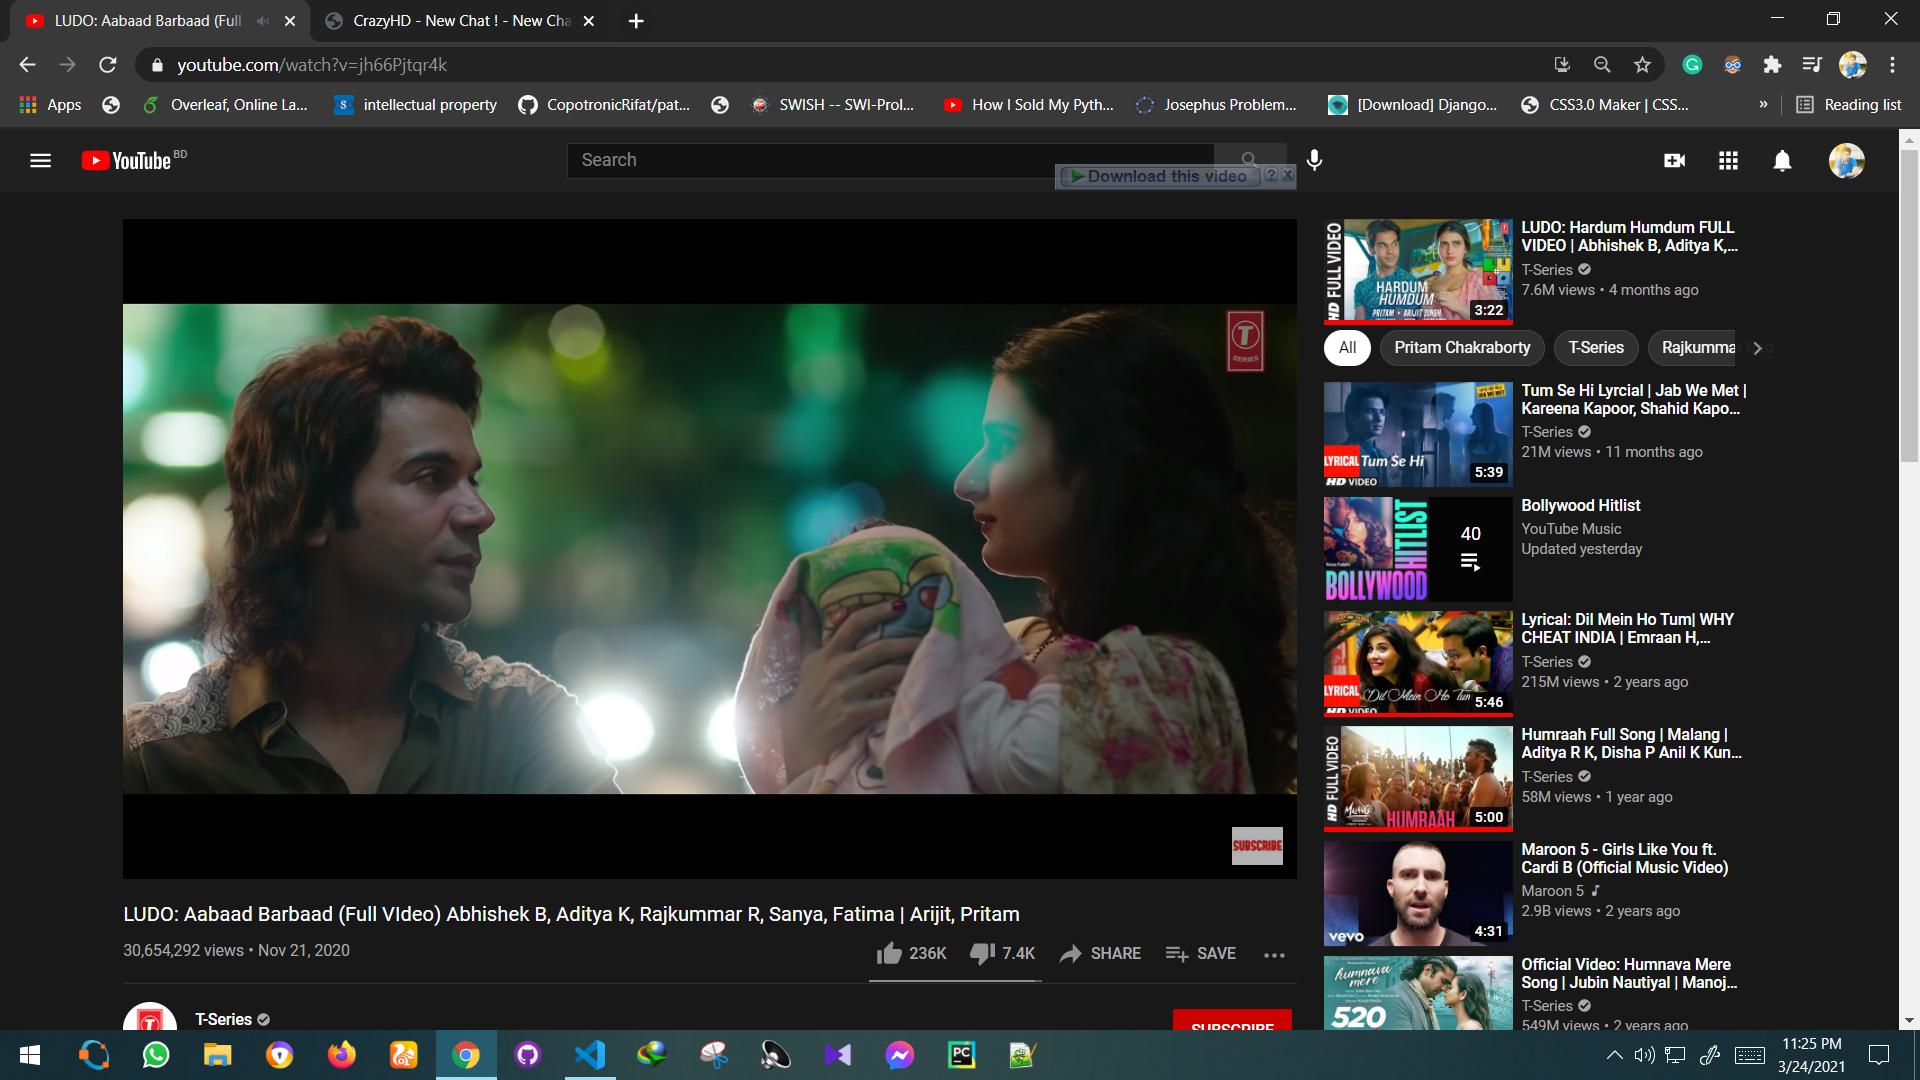 LUDO: Aabaad Barbaad (Full
CrazyHD - New Chat ! - New Cha
youtube.com/watch?v=jh66Pjtqr4k
Apps
Overleaf, Online La...
intellectual property
CopotronicRifat/pat...
SWISH -- SWI-Prol...
How I Sold My Pyth...
Josephus Problem...
[Download] Django...
CSS3.0 Maker | CSS...
»
Reading list
YouTube BD
Search
Download this video
T
SERIES
SUBSCRIBE
LUDO: Aabaad Barbaad (Full VIdeo) Abhishek B, Aditya K, Rajkummar R, Sanya, Fatima | Arijit, Pritam
30,654,292 views • Nov 21, 2020
236K
7.4K
SHARE
SAVE
T-Series
SUBSCRIBE
HD FULL VIDEO
HARDUM
HUMDUM
PRITAM • ARIJIT SINGH
3:22
LUDO: Hardum Humdum FULL
VIDEO | Abhishek B, Aditya K,...
T-Series
7.6M views • 4 months ago
All
Pritam Chakraborty
T-Series
Rajkumma
LYRICAL Tum Se Hi
HD VIDEO
5:39
Tum Se Hi Lyrcial | Jab We Met |
Kareena Kapoor, Shahid Kapo...
T-Series
21M views • 11 months ago
HITLIST
BOLLYWOOD
40
Bollywood Hitlist
YouTube Music
Updated yesterday
LYRICAL Dil Mein Ho Tum
HD VIDEO
5:46
Lyrical: Dil Mein Ho Tum| WHY
CHEAT INDIA | Emraan H,...
T-Series
215M views • 2 years ago
HD FULL VIDEO
MALANG
HUMRAAH
5:00
Humraah Full Song | Malang |
Aditya R K, Disha P Anil K Kun...
T-Series
58M views • 1 year ago
vevo
4:31
Maroon 5 - Girls Like You ft.
Cardi B (Official Music Video)
Maroon 5
2.9B views • 2 years ago
humnava
mere
520
Official Video: Humnava Mere
Song | Jubin Nautiyal | Manoj...
T-Series
549M views • 2 years ago
PC
11:25 PM
3/24/2021